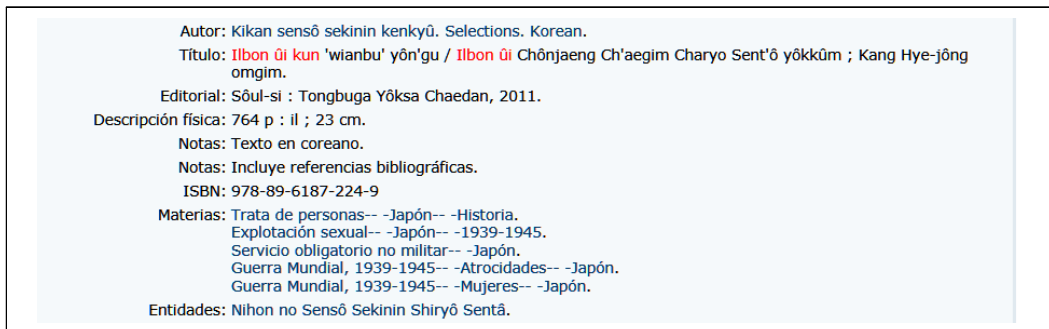 Autor: Kikan sensô sekinin kenkyû. Selections. Korean.
Título: Ilbon ûi kun 'wianbu' yôn'gu / Ilbon ûi Chônjaeng Ch'aegim Charyo Sent'ô yôkkûm ; Kang Hye-jông
omgim.
Editorial: Sôul-si : Tongbuga Yôksa Chaedan, 2011.
Descripción física: 764 p : il ; 23 cm.
Notas: Texto en coreano.
Notas: Incluye referencias bibliográficas.
ISBN: 978-89-6187-224-9
Materias: Trata de personas-- -Japón-- -Historia.
Explotación sexual-- -Japón-- -1939-1945.
Servicio obligatorio no militar-- -Japón.
Guerra Mundial, 1939-1945-- -Atrocidades-- -Japón.
Guerra Mundial, 1939-1945-- -Mujeres-- -Japón.
Entidades: Nihon no Sensô Sekinin Shiryô Sentâ.